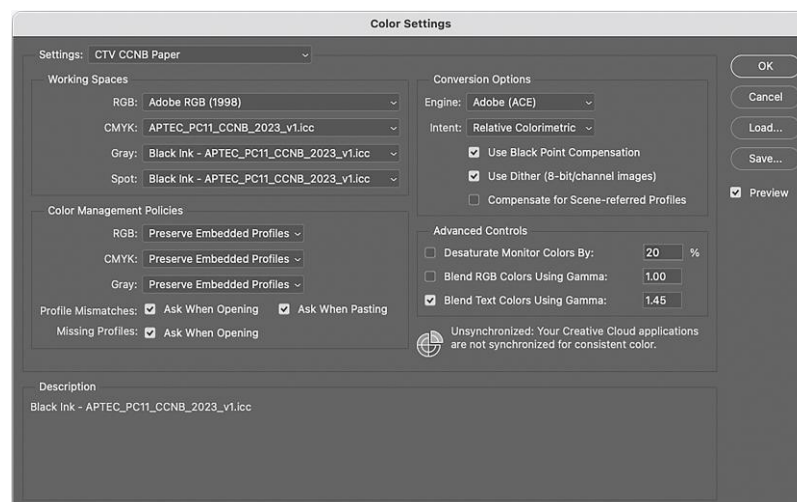 Color Settings
Settings: CTV CCNB Paper
Working Spaces
RGB: Adobe RGB (1998)
CMYK: APTEC_PC11_CCNB_2023_v1.icc
Gray: Black Ink - APTEC_PC11_CCNB_2023_v1.icc
Spot: Black Ink - APTEC_PC11_CCNB_2023_v1.icc
Color Management Policies
RGB: Preserve Embedded Profiles
CMYK: Preserve Embedded Profiles
Gray: Preserve Embedded Profiles
Profile Mismatches: Ask When Opening Ask When Pasting
Missing Profiles: Ask When Opening
Conversion Options
Engine: Adobe (ACE)
Intent: Relative Colorimetric
Use Black Point Compensation
Use Dither (8-bit/channel images)
Compensate for Scene-referred Profiles
Advanced Controls
Desaturate Monitor Colors By: 20 %
Blend RGB Colors Using Gamma: 1.00
Blend Text Colors Using Gamma: 1.45
Unsynchronized: Your Creative Cloud applications
are not synchronized for consistent color.
OK
Cancel
Load...
Save...
Preview
Description
Black Ink - APTEC_PC11_CCNB_2023_v1.icc